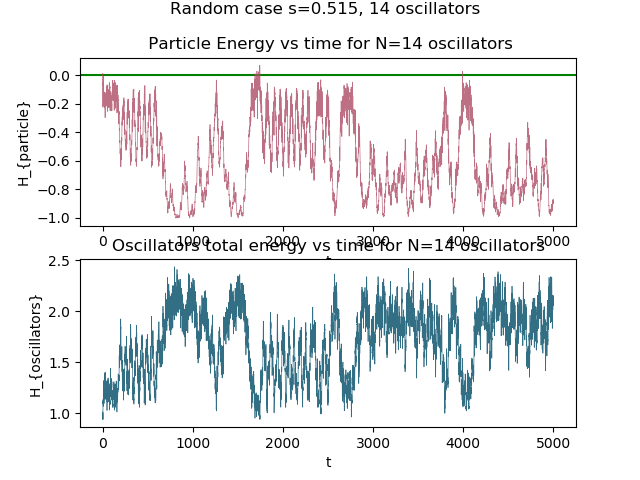 Random case s=0.515, 14 oscillators
Particle Energy vs time for N=14 oscillators
0.0
−0.2
−0.4
−0.6
−0.8
−1.0
H_{particle}
0 1000 2000 3000 4000 5000
t
Oscillators total energy vs time for N=14 oscillators
2.5
2.0
1.5
1.0
H_{oscillators}
0 1000 2000 3000 4000 5000
t